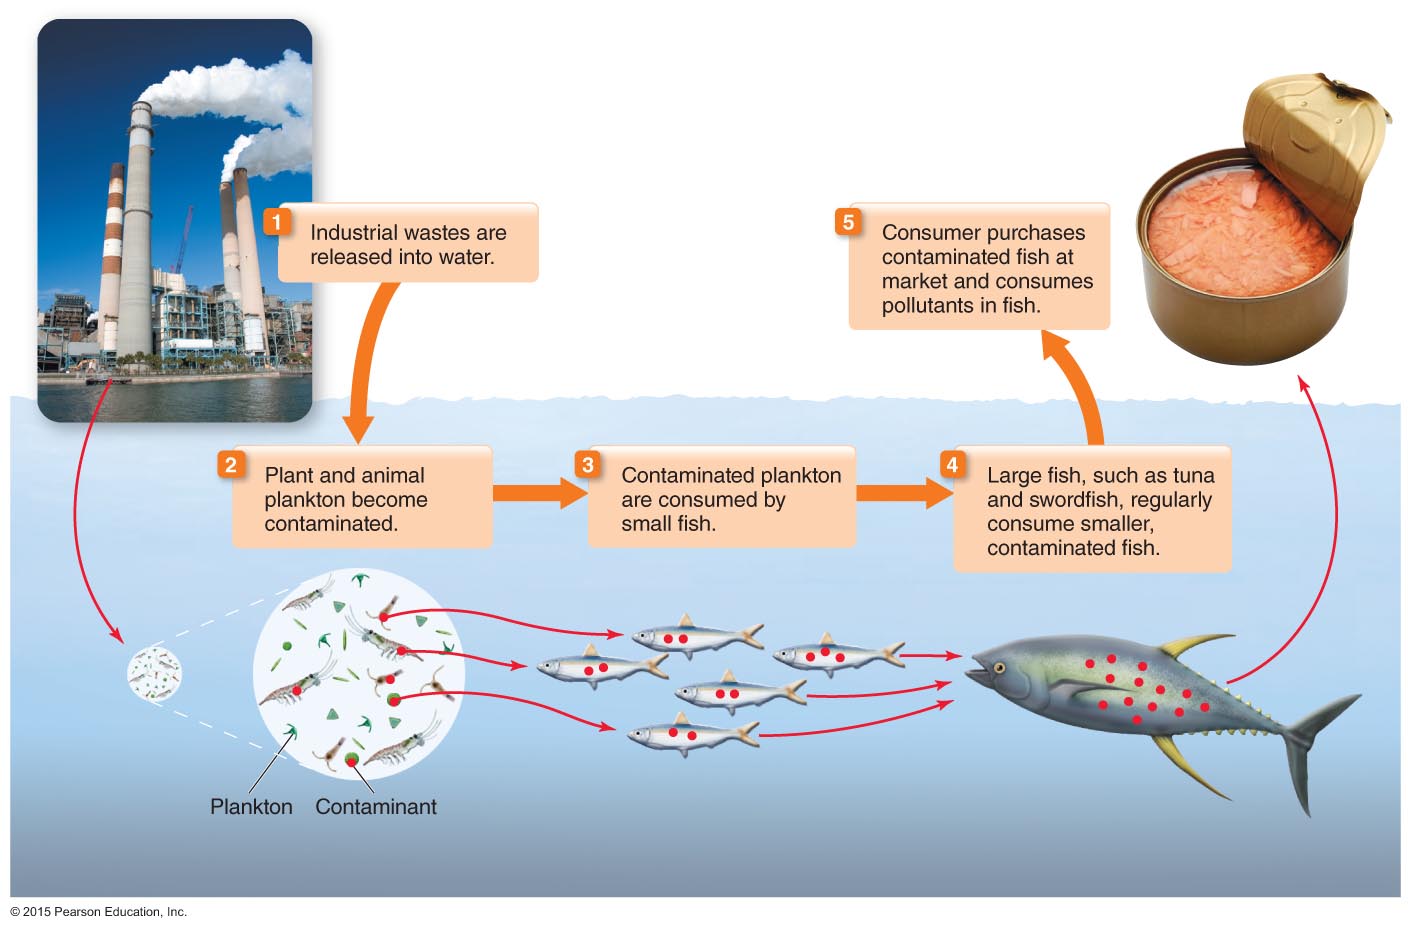 1
Industrial wastes are
released into water.
2
Plant and animal
plankton become
contaminated.
3
Contaminated plankton
are consumed by
small fish.
4
Large fish, such as tuna
and swordfish, regularly
consume smaller,
contaminated fish.
5
Consumer purchases
contaminated fish at
market and consumes
pollutants in fish.
Plankton
Contaminant
© 2015 Pearson Education, Inc.